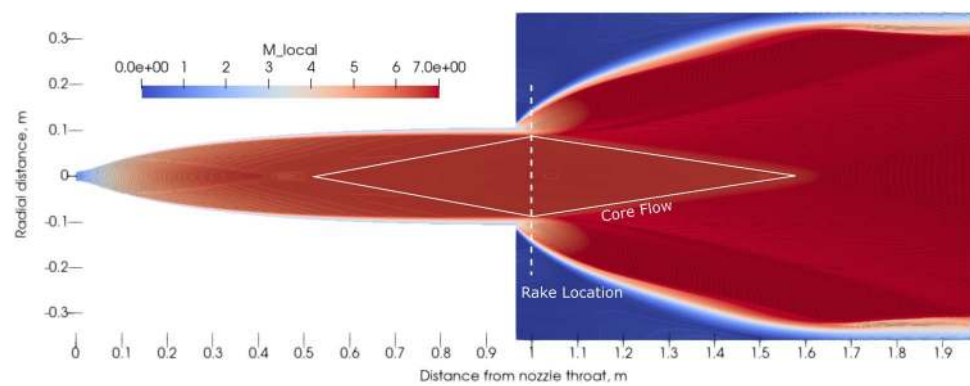 0.3
M_local
0.0e+00 1 2 3 4 5 6 7.0e+00
0.2
0.1
0
-0.1
-0.2
-0.3
Radial distance, m
Core Flow
Rake Location
0 0.1 0.2 0.3 0.4 0.5 0.6 0.7 0.8 0.9 1 1.1 1.2 1.3 1.4 1.5 1.6 1.7 1.8 1.9
Distance from nozzle throat, m